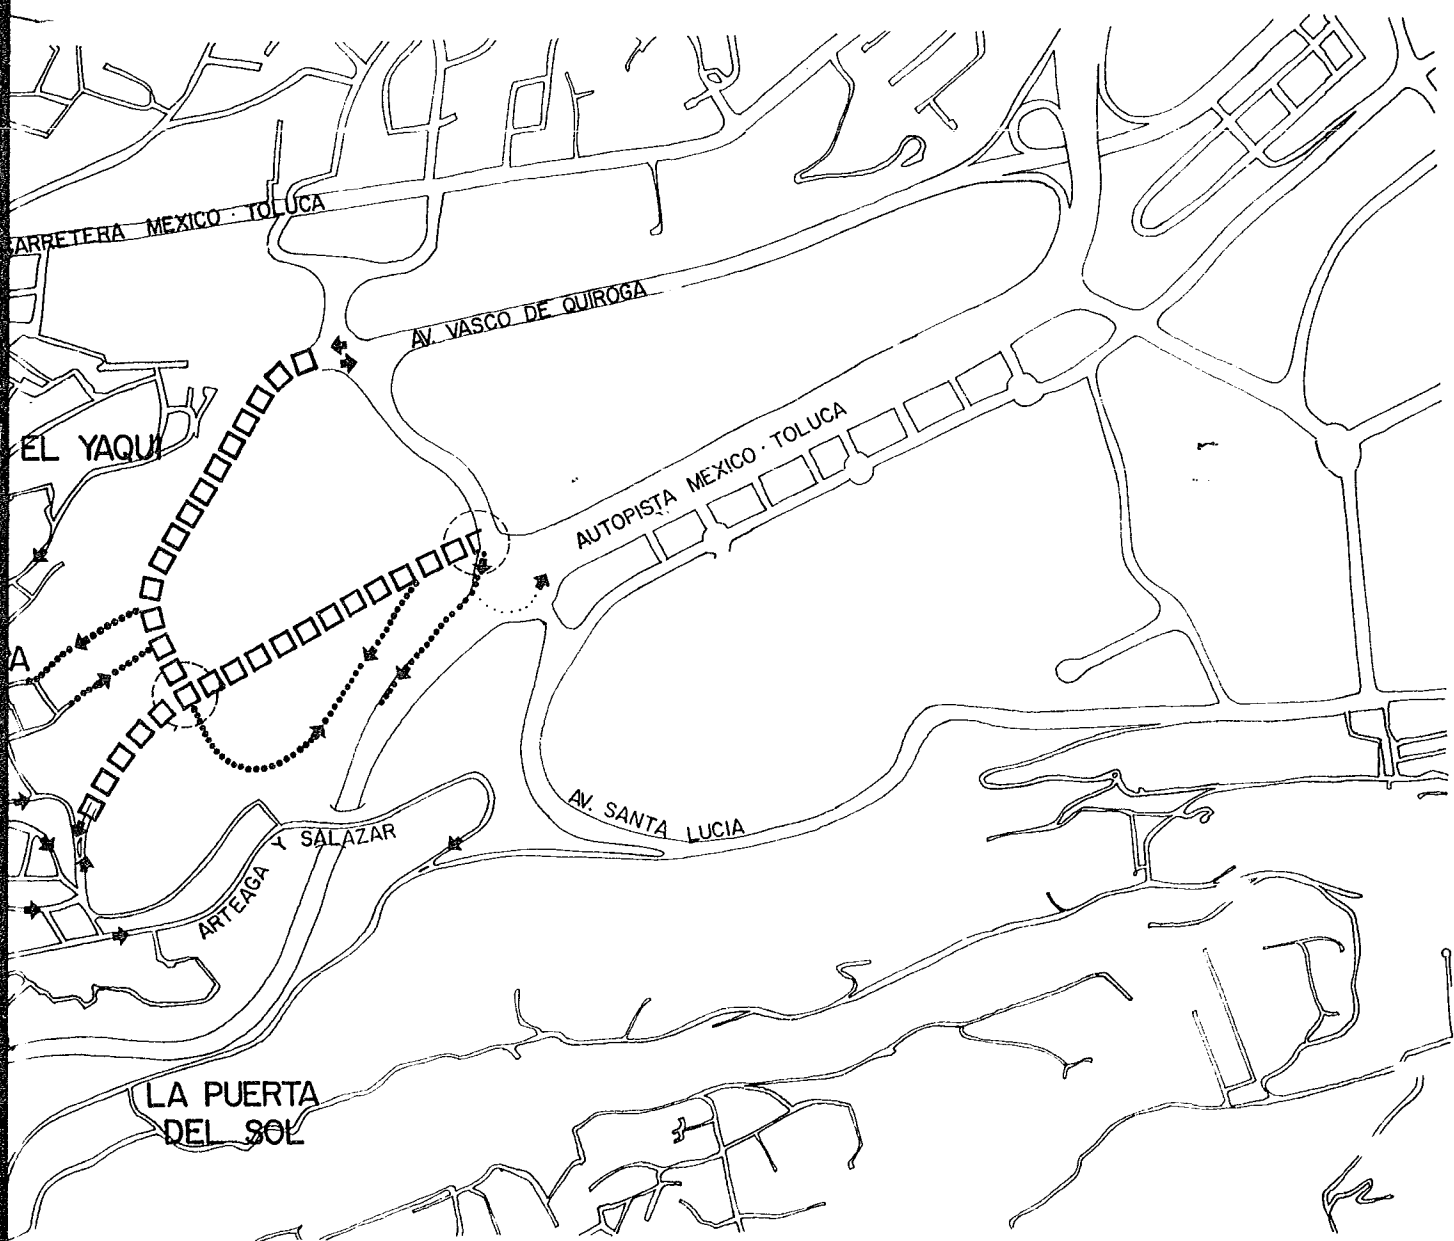 CARRETERA MEXICO · TOLUCA
AV. VASCO DE QUIROGA
EL YAQUI
AUTOPISTA MEXICO · TOLUCA
AV. SANTA LUCIA
ARTEAGA Y SALAZAR
LA PUERTA
DEL SOL